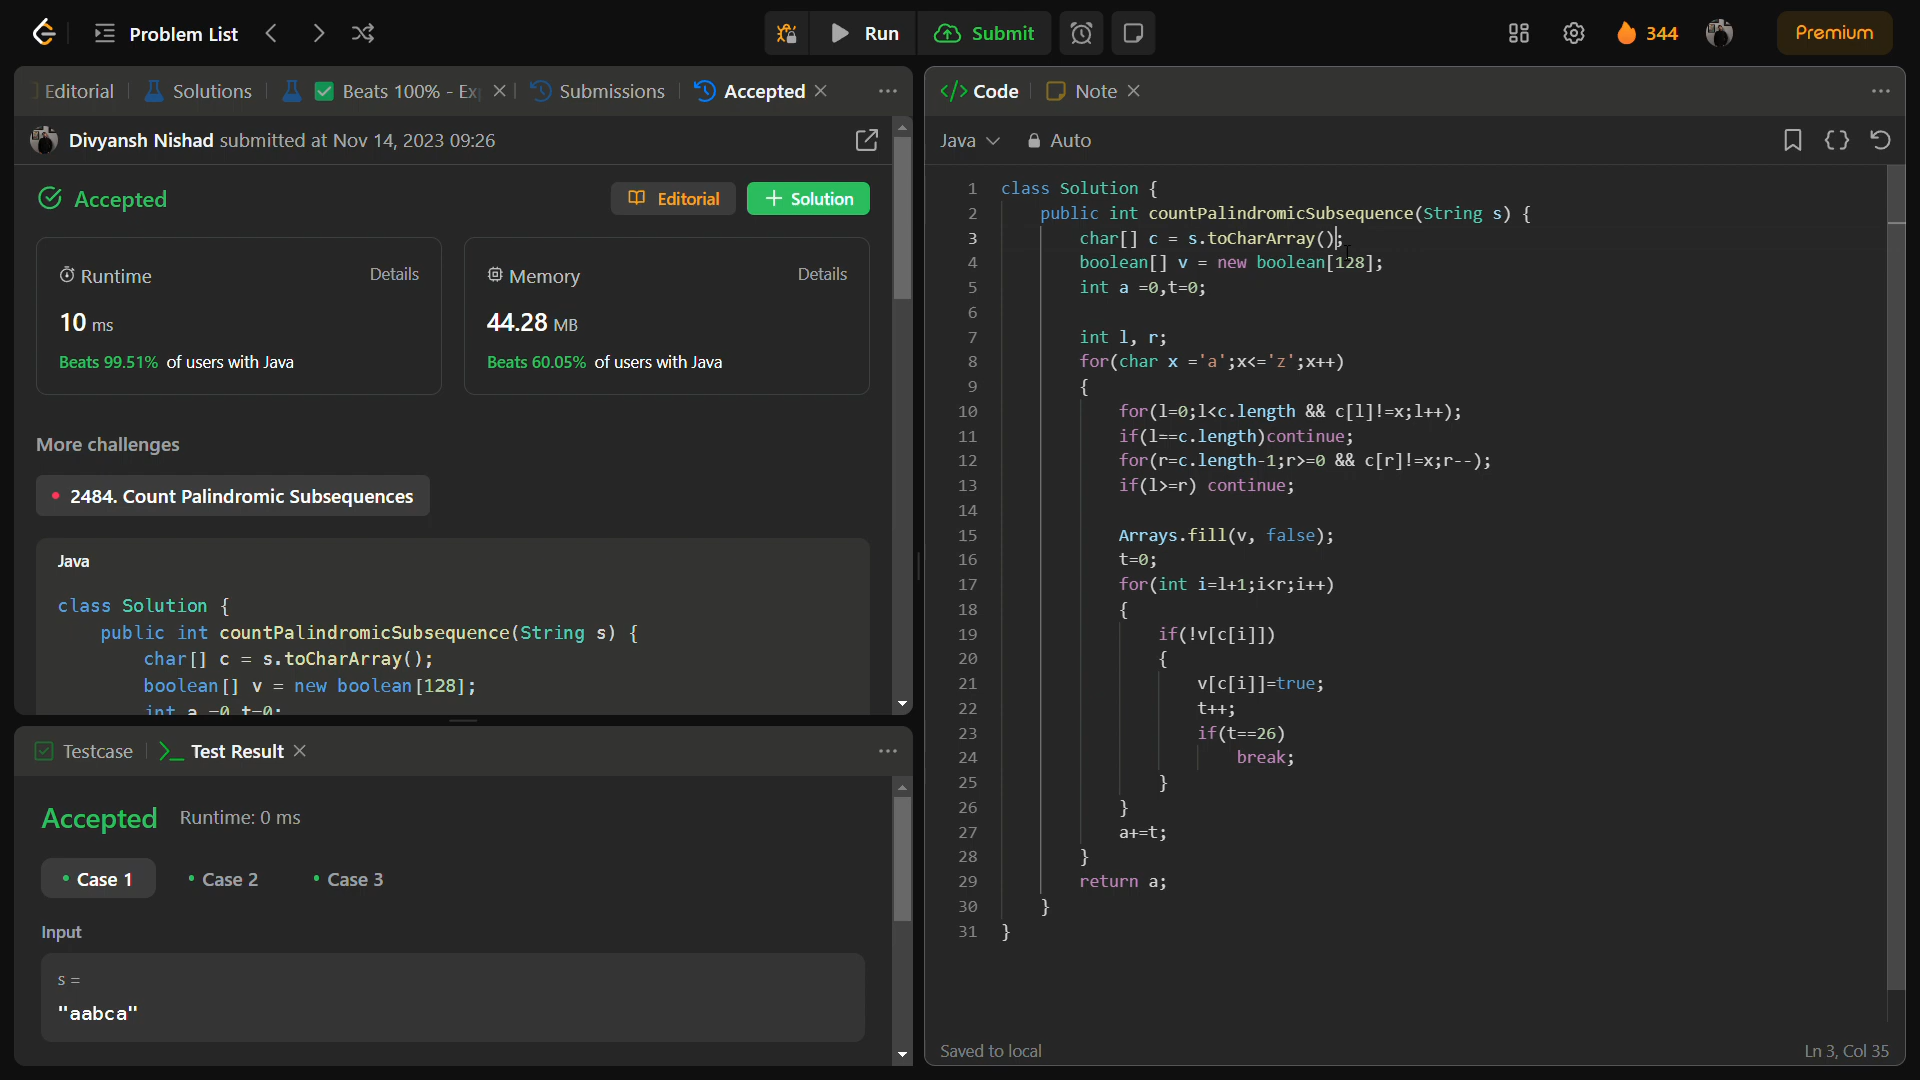 Problem List
Run
Submit
344
Premium
Editorial
Solutions
Beats 100% - Ex
Submissions
Accepted
Divyansh Nishad submitted at Nov 14, 2023 09:26
Accepted
Editorial
Solution
Runtime
Details
10 ms
Beats 99.51% of users with Java
Memory
Details
44.28 MB
Beats 60.05% of users with Java
More challenges
2484. Count Palindromic Subsequences
Java
class Solution {
public int countPalindromicSubsequence(String s) {
char[] c = s.toCharArray();
boolean[] v = new boolean[128];
int a =0,t=0;
Testcase
Test Result
Accepted Runtime: 0 ms
Case 1
Case 2
Case 3
Input
s =
"aabca"
</> Code
Note
Java
Auto
1 class Solution {
2 public int countPalindromicSubsequence(String s) {
3 char[] c = s.toCharArray();
4 boolean[] v = new boolean[128];
5 int a =0,t=0;
6
7 int l, r;
8 for(char x ='a';x<='z';x++)
9 {
10 for(l=0;l<c.length && c[l]!=x;l++);
11 if(l==c.length)continue;
12 for(r=c.length-1;r>=0 && c[r]!=x;r--);
13 if(l>=r) continue;
14
15 Arrays.fill(v, false);
16 t=0;
17 for(int i=l+1;i<r;i++)
18 {
19 if(!v[c[i]])
20 {
21 v[c[i]]=true;
22 t++;
23 if(t==26)
24 break;
25 }
26 }
27 a+=t;
28 }
29 return a;
30 }
31 }
Saved to local
Ln 3, Col 35